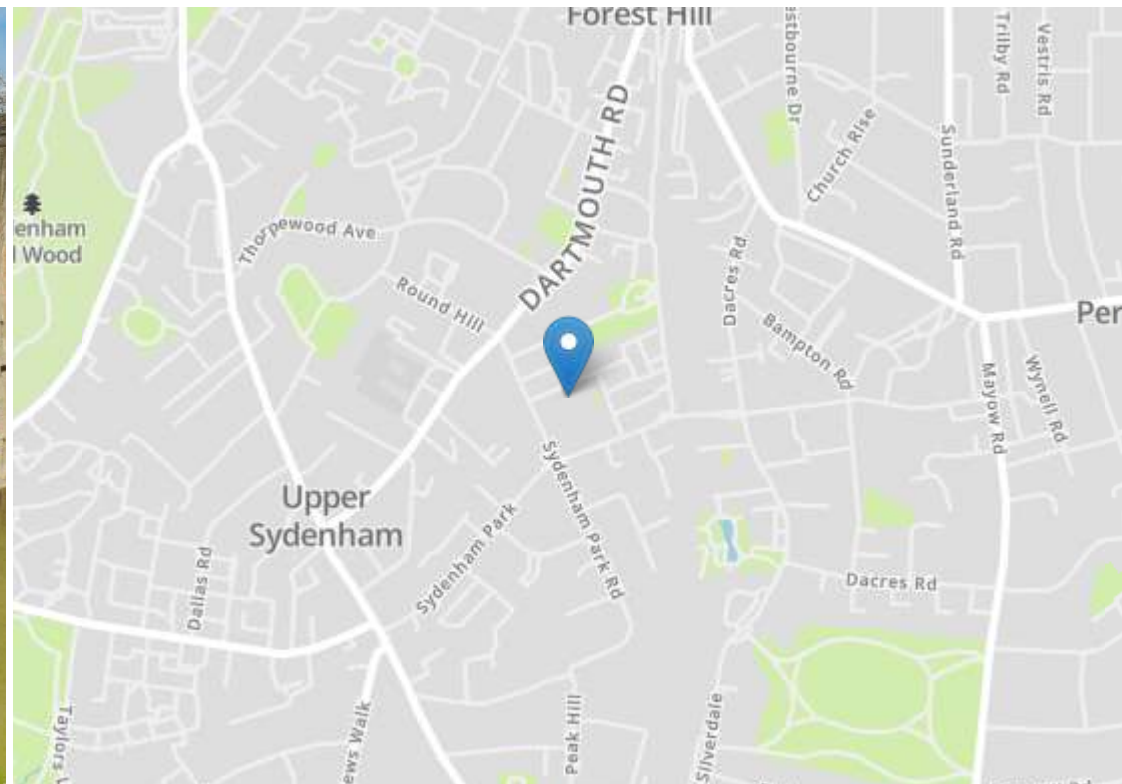 Forest Hill
Trilby Rd
Vestris Rd
DARTMOUTH RD
Church Rise
Sunderland Rd
Thorpewood Ave
Round Hill
Dacres Rd
Bampton Rd
Mayow Rd
Wynell Rd
Upper
Sydenham
Sydenham Park
Sydenham Park Rd
Dallas Rd
Dacres Rd
Peak Hill
Silverdale
Wood